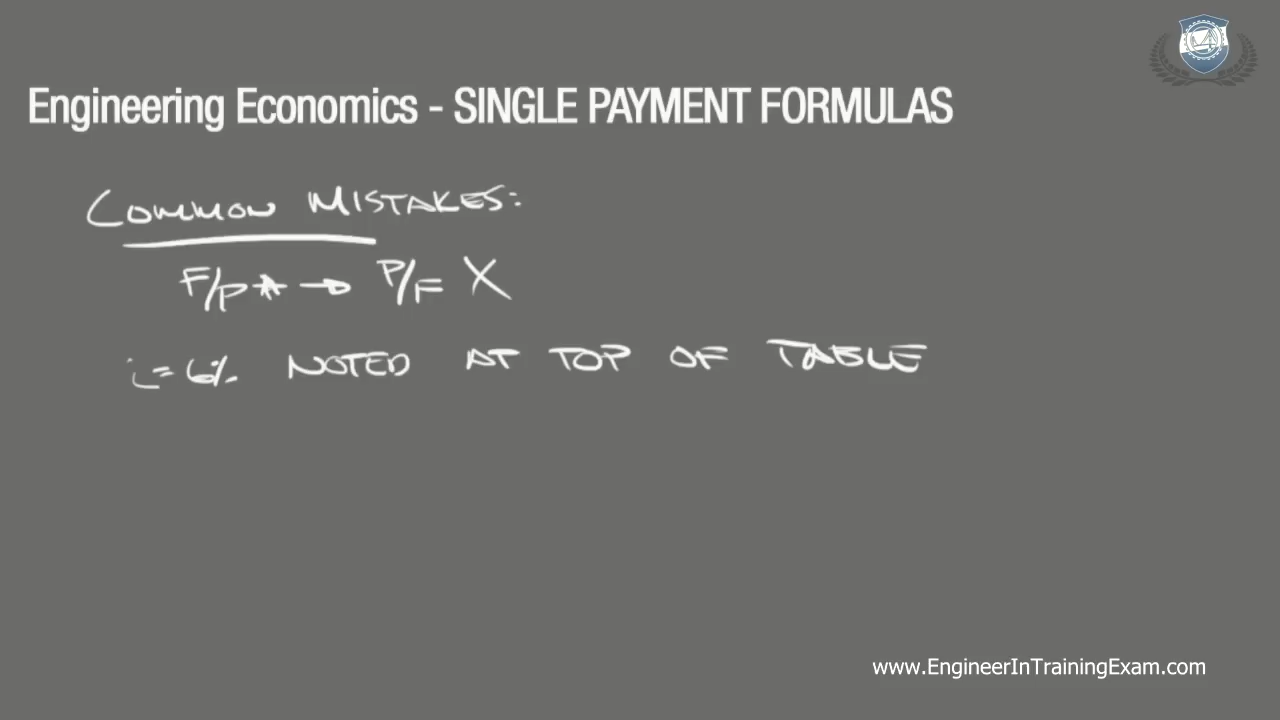 Engineering Economics - SINGLE PAYMENT FORMULAS
COMMON MISTAKES:
F/P ★ → P/F X
i=6% NOTED AT TOP OF TABLE
www.EngineerInTrainingExam.com